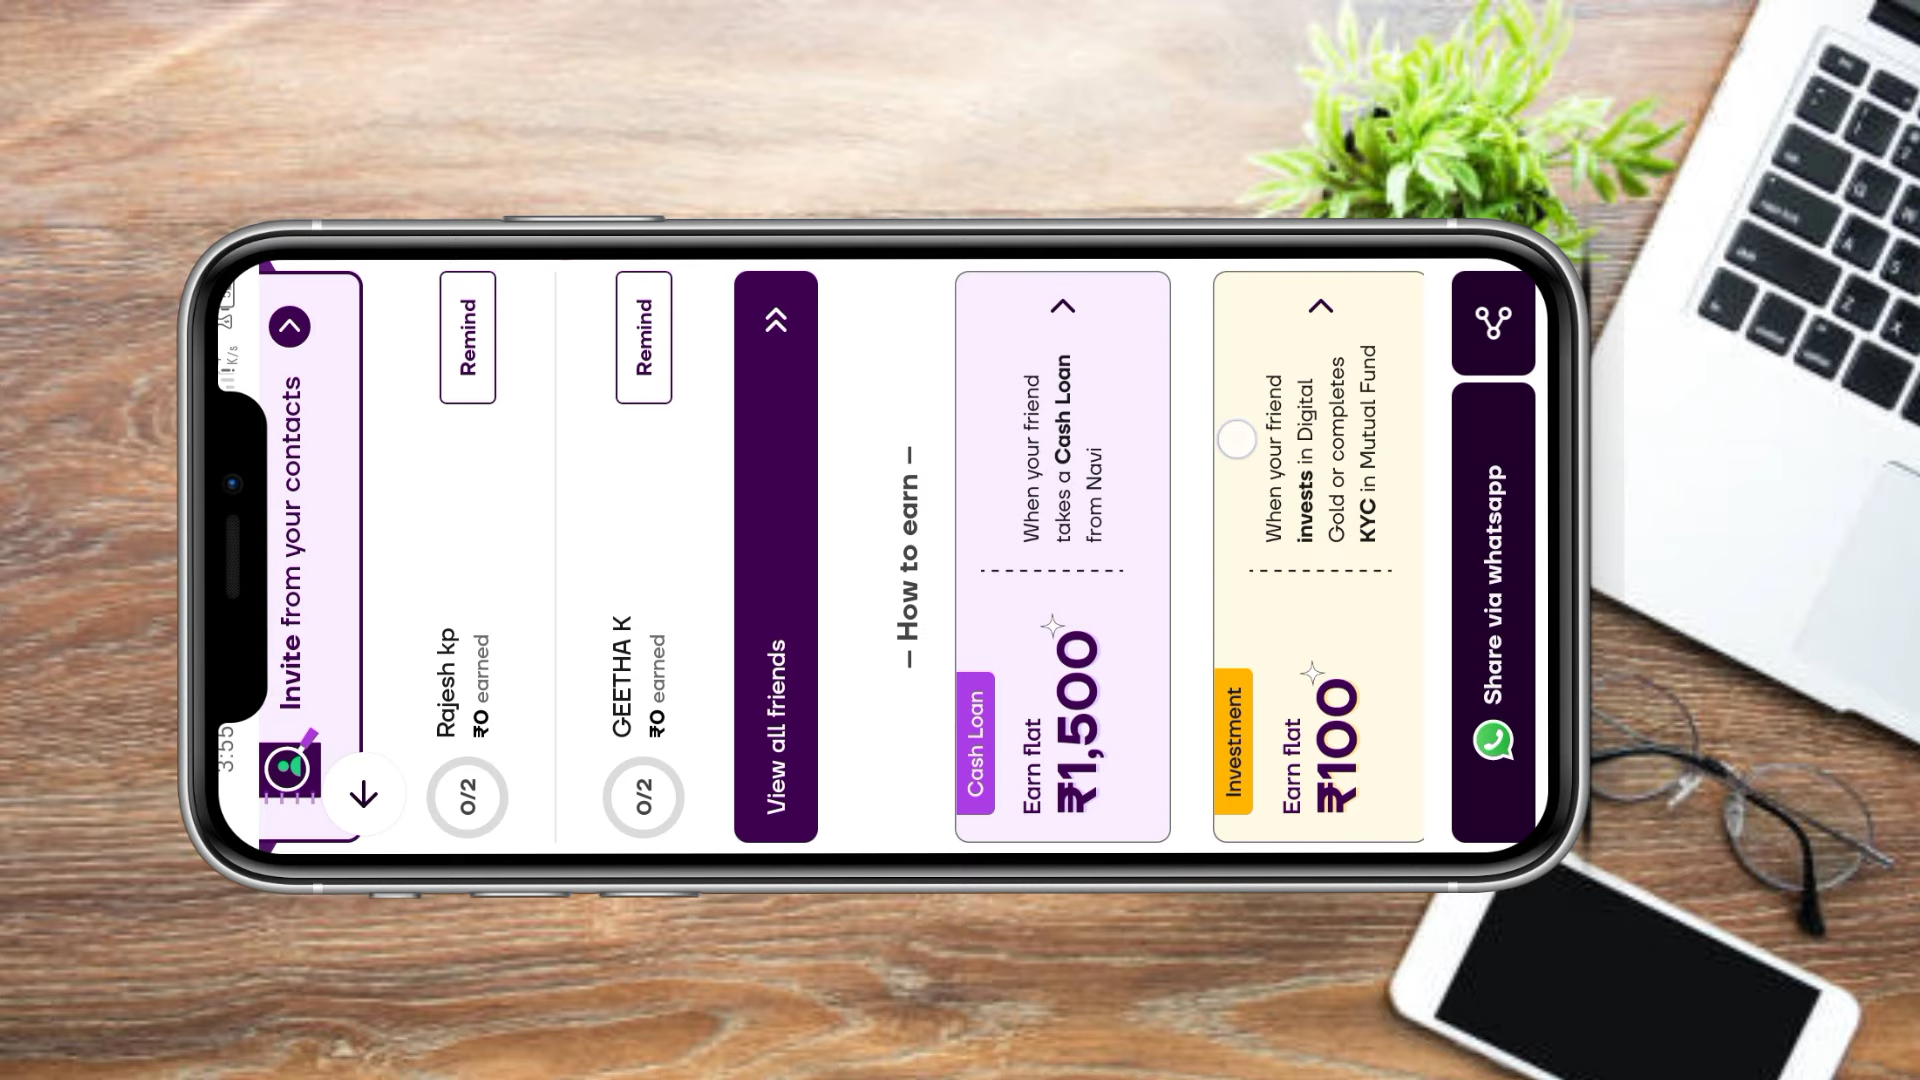 3:55
K/s
Invite from your contacts
Rajesh kp
₹0 earned
0/2
Remind
GEETHA K
₹0 earned
0/2
Remind
View all friends
– How to earn –
Cash Loan
Earn flat
₹1,500
When your friend
takes a Cash Loan
from Navi
Investment
Earn flat
₹100
When your friend
invests in Digital
Gold or completes
KYC in Mutual Fund
Share via whatsapp